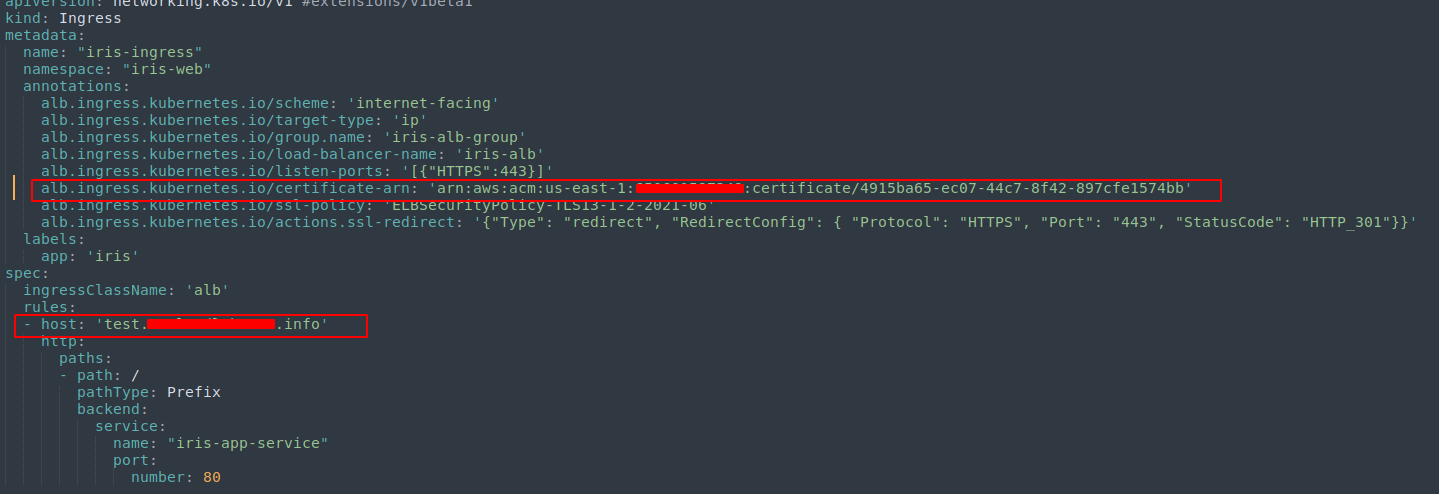 apiVersion: networking.k8s.io/v1 #extensions/v1beta1
kind: Ingress
metadata:
  name: "iris-ingress"
  namespace: "iris-web"
  annotations:
    alb.ingress.kubernetes.io/scheme: 'internet-facing'
    alb.ingress.kubernetes.io/target-type: 'ip'
    alb.ingress.kubernetes.io/group.name: 'iris-alb-group'
    alb.ingress.kubernetes.io/load-balancer-name: 'iris-alb'
    alb.ingress.kubernetes.io/listen-ports: '[{"HTTPS":443}]'
    alb.ingress.kubernetes.io/certificate-arn: 'arn:aws:acm:us-east-1: :certificate/4915ba65-ec07-44c7-8f42-897cfe1574bb'
    alb.ingress.kubernetes.io/ssl-policy: 'ELBSecurityPolicy-TLS13-1-2-2021-06'
    alb.ingress.kubernetes.io/actions.ssl-redirect: '{"Type": "redirect", "RedirectConfig": { "Protocol": "HTTPS", "Port": "443", "StatusCode": "HTTP_301"}}'
  labels:
    app: 'iris'
spec:
  ingressClassName: 'alb'
  rules:
  - host: 'test. .info'
    http:
      paths:
      - path: /
        pathType: Prefix
        backend:
          service:
            name: "iris-app-service"
            port:
              number: 80